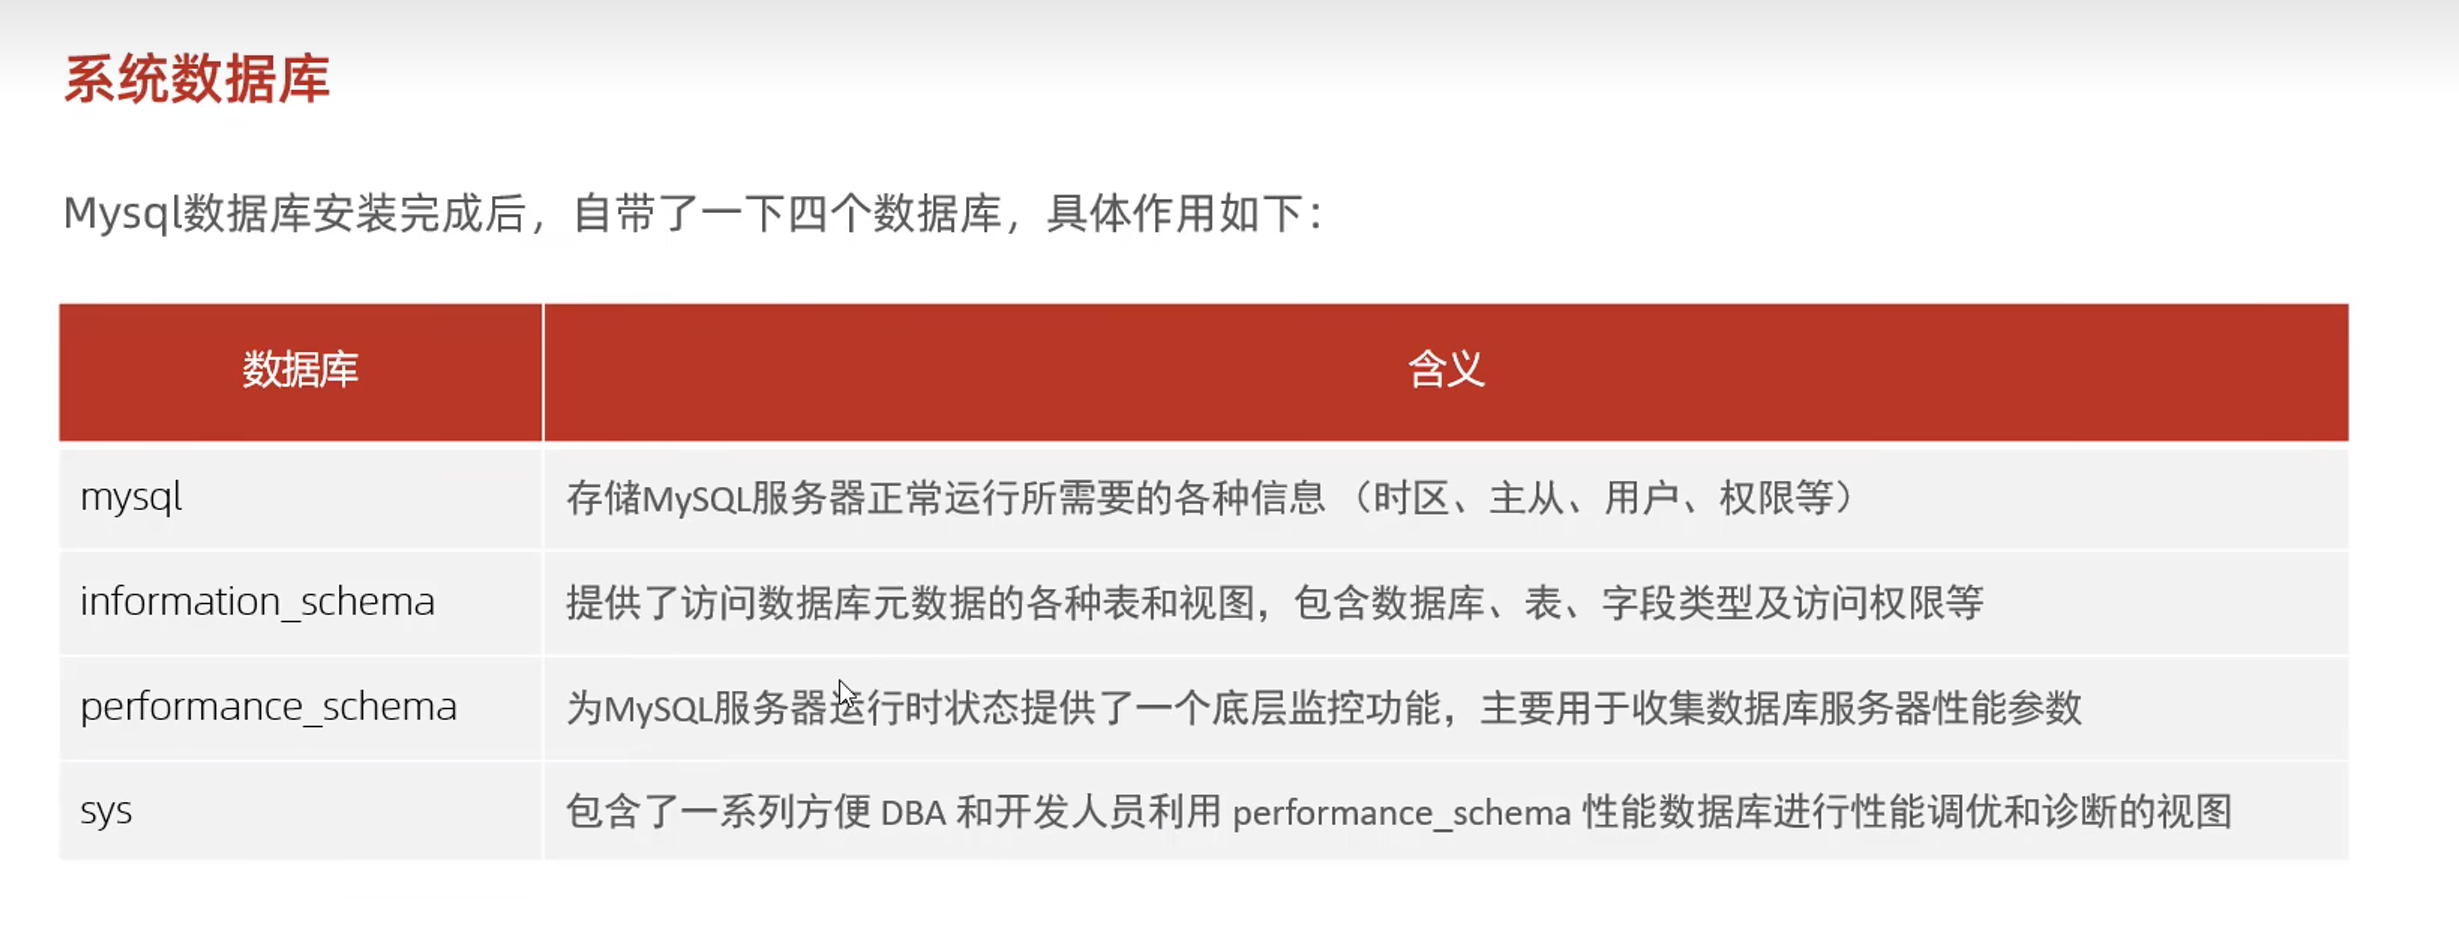 系统数据库
Mysql数据库安装完成后，自带了一下四个数据库，具体作用如下：
数据库 含义
mysql 存储MySQL服务器正常运行所需要的各种信息 （时区、主从、用户、权限等）
information_schema 提供了访问数据库元数据的各种表和视图，包含数据库、表、字段类型及访问权限等
performance_schema 为MySQL服务器运行时状态提供了一个底层监控功能，主要用于收集数据库服务器性能参数
sys 包含了一系列方便 DBA 和开发人员利用 performance_schema 性能数据库进行性能调优和诊断的视图